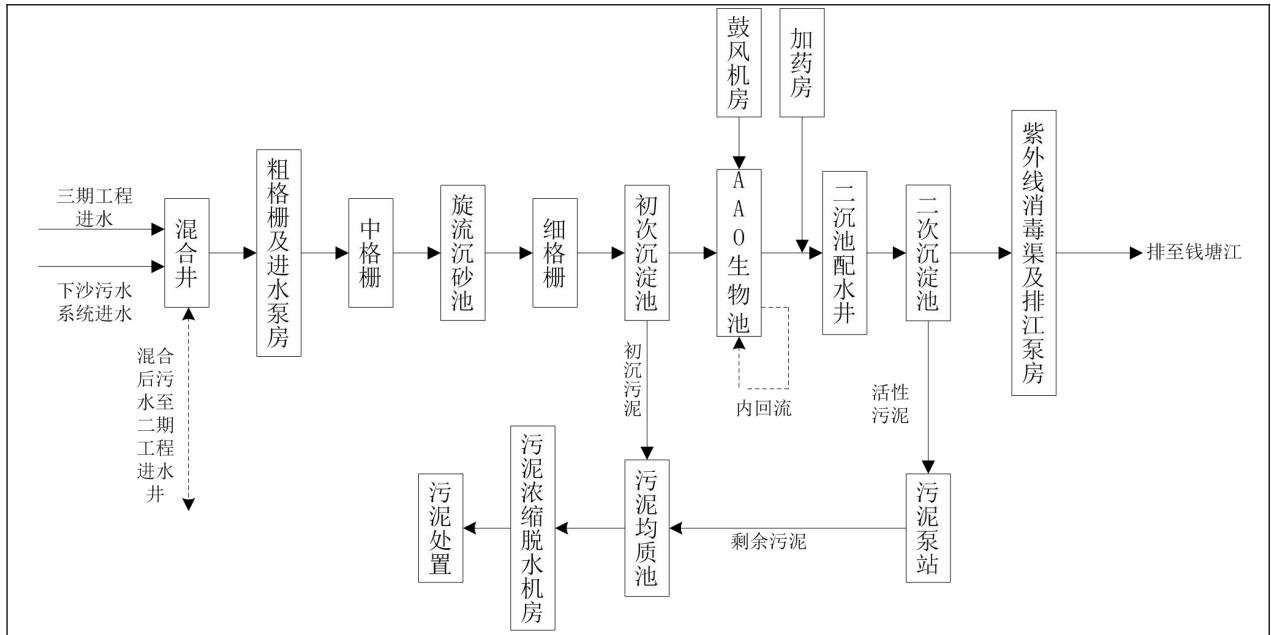 鼓风机房
加药房
三期工程
进水
下沙污水
系统进水
混合井
粗格栅及进水泵房
中格栅
旋流沉砂池
细格栅
初次沉淀池
AAO生物池
二沉池配水井
二次沉淀池
紫外线消毒渠及排江泵房
排至钱塘江
混合
后污
水至
二期
工程
进水
井
初沉污泥
内回流
活性
污泥
污泥处置
污泥浓缩脱水机房
污泥均质池
剩余污泥
污泥泵站